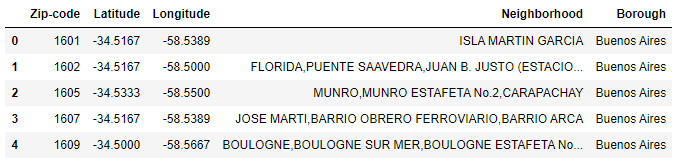 Zip-code Latitude Longitude Neighborhood Borough
0 1601 -34.5167 -58.5389 ISLA MARTIN GARCIA Buenos Aires
1 1602 -34.5167 -58.5000 FLORIDA,PUENTE SAAVEDRA,JUAN B. JUSTO (ESTACIO... Buenos Aires
2 1605 -34.5333 -58.5500 MUNRO,MUNRO ESTAFETA No.2,CARAPACHAY Buenos Aires
3 1607 -34.5167 -58.5389 JOSE MARTI,BARRIO OBRERO FERROVIARIO,BARRIO ARCA Buenos Aires
4 1609 -34.5000 -58.5667 BOULOGNE,BOULOGNE SUR MER,BOULOGNE ESTAFETA No... Buenos Aires